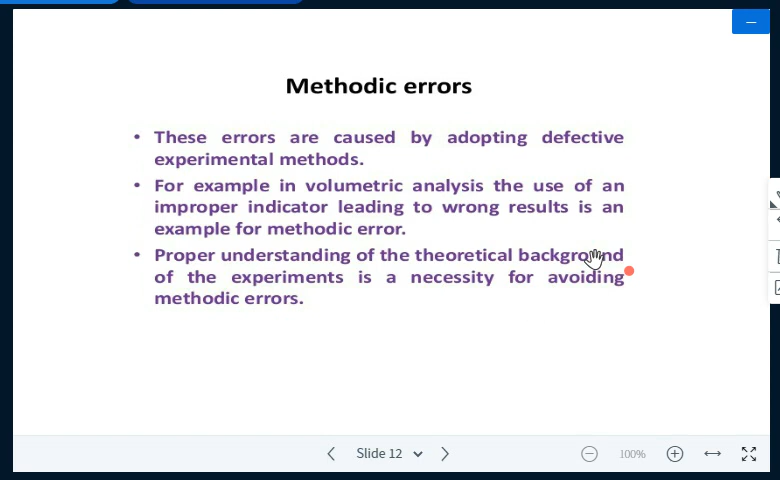 Methodic errors
• These errors are caused by adopting defective
experimental methods.
• For example in volumetric analysis the use of an
improper indicator leading to wrong results is an
example for methodic error.
• Proper understanding of the theoretical background
of the experiments is a necessity for avoiding
methodic errors.
Slide 12
100%